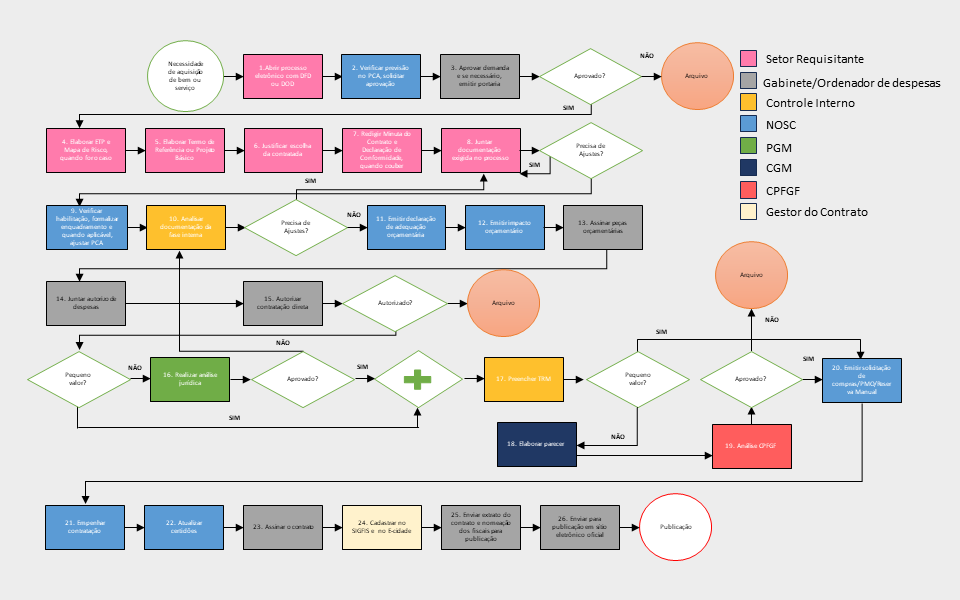 Necessidade
de aquisição
de bem ou
serviço
1.Abrir processo
eletrônico com DFD
ou DOD
2. Verificar previsão
no PCA, solicitar
aprovação
3. Aprovar demanda
e se necessário,
emitir portaria
Aprovado?
NÃO
SIM
Arquivo
Setor Requisitante
Gabinete/Ordenador de despesas
Controle Interno
NOSC
PGM
CGM
CPFGF
Gestor do Contrato
4. Elaborar ETP e
Mapa de Risco,
quando for o caso
5. Elaborar Termo de
Referência ou Projeto
Básico
6. Justificar escolha
da contratada
7. Redigir Minuta do
Contrato e
Declaração de
Conformidade,
quando couber
8. Juntar
documentação
exigida no processo
Precisa de
Ajustes?
SIM
SIM
9. Verificar
habilitação, formalizar
enquadramento e
quando aplicável,
ajustar PCA
10. Analisar
documentação da
fase interna
Precisa de
Ajustes?
NÃO
11. Emitir declaração
de adequação
orçamentária
12. Emitir impacto
orçamentário
13. Assinar peças
orçamentárias
14. Juntar autorizo de
despesas
15. Autorizar
contratação direta
Autorizado?
Arquivo
Arquivo
NÃO
SIM
NÃO
Pequeno
valor?
NÃO
16. Realizar análise
jurídica
Aprovado?
SIM
17. Preencher TRM
Pequeno
valor?
Aprovado?
SIM
20. Emitir solicitação
de
compras/PMO/Reser
va Manual
SIM
18. Elaborar parecer
NÃO
19. Análise CPFGF
21. Empenhar
contratação
22. Atualizar
certidões
23. Assinar o contrato
24. Cadastrar no
SIGFIS e no E-cidade
25. Enviar extrato do
contrato e nomeação
dos fiscais para
publicação
26. Enviar para
publicação em sítio
eletrônico oficial
Publicação